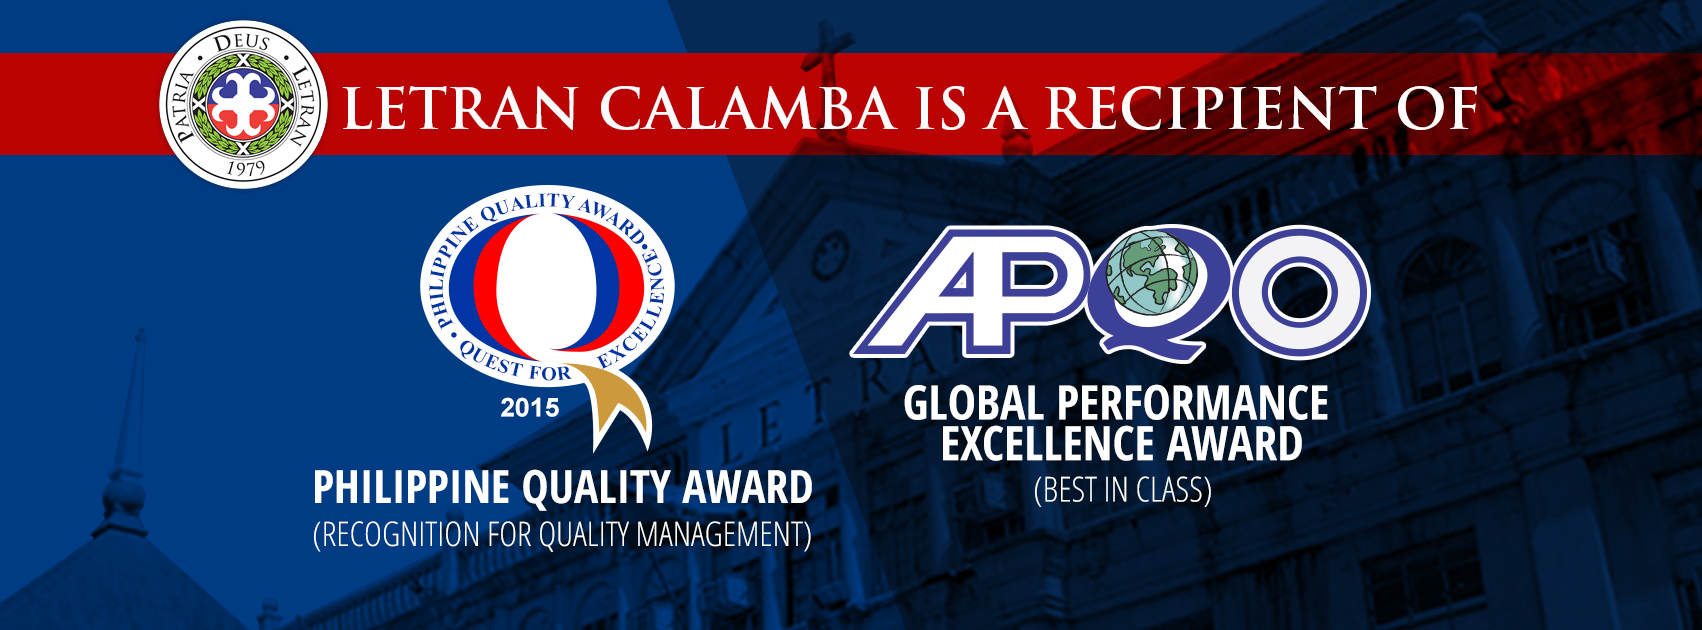 DEUS
PATRIA • • LETRAN
1979
LETRAN CALAMBA IS A RECIPIENT OF
• PHILIPPINE QUALITY AWARD •
QUEST FOR EXCELLENCE
2015
PHILIPPINE QUALITY AWARD
(RECOGNITION FOR QUALITY MANAGEMENT)
APQO
GLOBAL PERFORMANCE
EXCELLENCE AWARD
(BEST IN CLASS)
LETRA